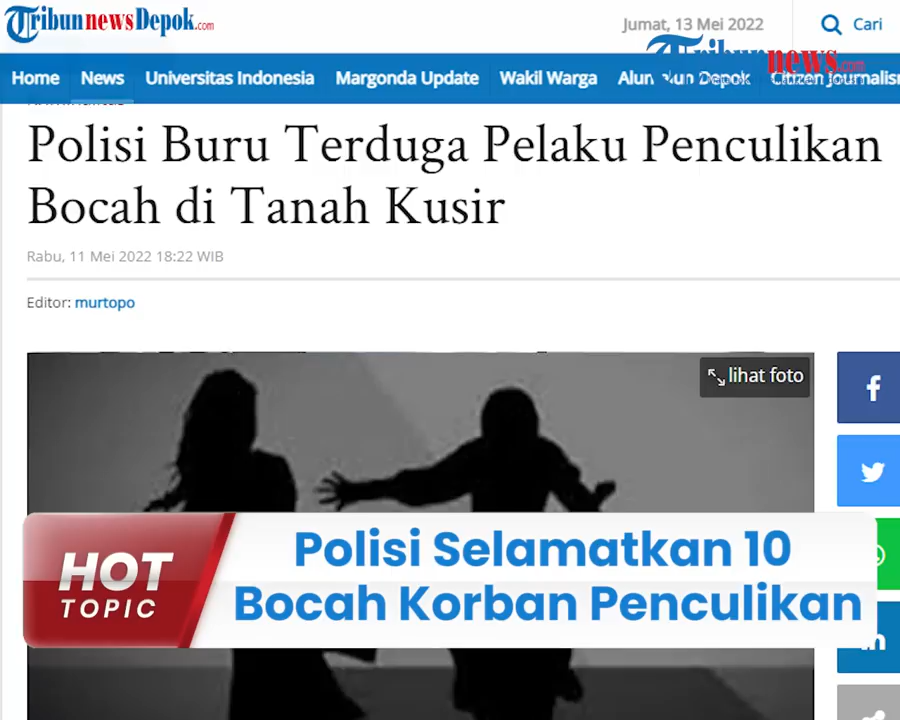 TribunnewsDepok.com
Jumat, 13 Mei 2022
Cari
Tribunnews.com
Home News Universitas Indonesia Margonda Update Wakil Warga
Polisi Buru Terduga Pelaku Penculikan
Bocah di Tanah Kusir
Rabu, 11 Mei 2022 18:22 WIB
Editor: murtopo
lihat foto
HOT
TOPIC
Polisi Selamatkan 10
Bocah Korban Penculikan